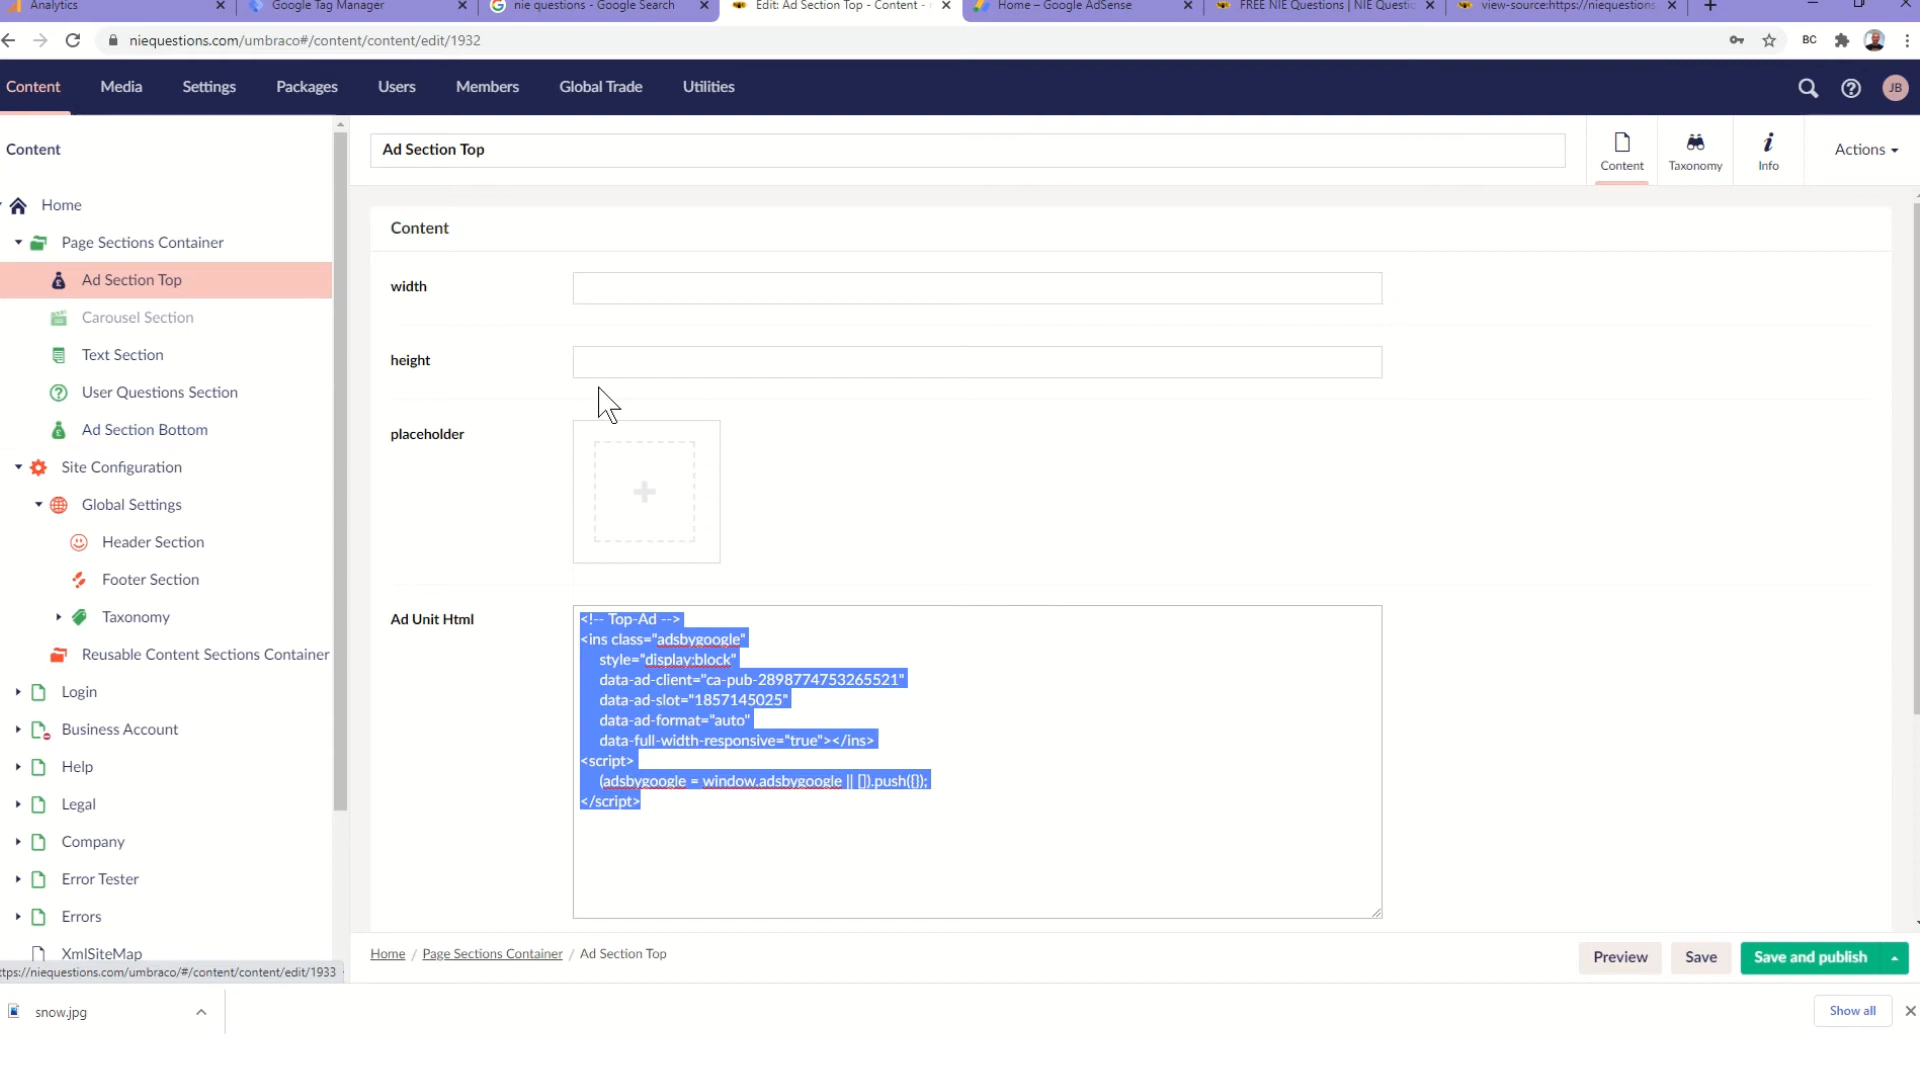 Analytics
Google Tag Manager
nie questions - Google Search
Edit: Ad Section Top - Content -
Home – Google AdSense
FREE NIE Questions | NIE Questi
view-source:https://niequestions
niequestions.com/umbraco#/content/content/edit/1932
BC
Content
Media
Settings
Packages
Users
Members
Global Trade
Utilities
JB
Content
Ad Section Top
Content
Taxonomy
Info
Actions
Home
Page Sections Container
Ad Section Top
Carousel Section
Text Section
User Questions Section
Ad Section Bottom
Site Configuration
Global Settings
Header Section
Footer Section
Taxonomy
Reusable Content Sections Container
Login
Business Account
Help
Legal
Company
Error Tester
Errors
XmlSiteMap
Content
width
height
placeholder
Ad Unit Html
<!-- Top-Ad -->
<ins class="adsbygoogle"
style="display:block"
data-ad-client="ca-pub-2898774753265521"
data-ad-slot="1857145025"
data-ad-format="auto"
data-full-width-responsive="true"></ins>
<script>
(adsbygoogle = window.adsbygoogle || []).push({});
</script>
Home / Page Sections Container / Ad Section Top
Preview
Save
Save and publish
ttps://niequestions.com/umbraco/#/content/content/edit/1933
snow.jpg
Show all